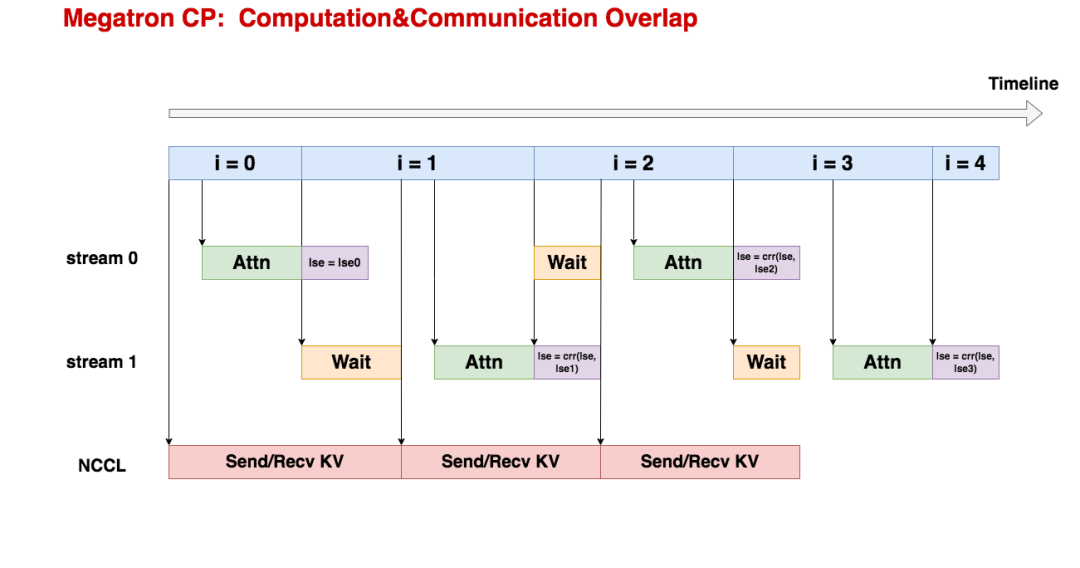 Megatron CP: Computation&Communication Overlap
Timeline
i = 0
i = 1
i = 2
i = 3
i = 4
stream 0
Attn
lse = lse0
Wait
Attn
lse = crr(lse,
lse2)
stream 1
Wait
Attn
lse = crr(lse,
lse1)
Wait
Attn
lse = crr(lse,
lse3)
NCCL
Send/Recv KV
Send/Recv KV
Send/Recv KV